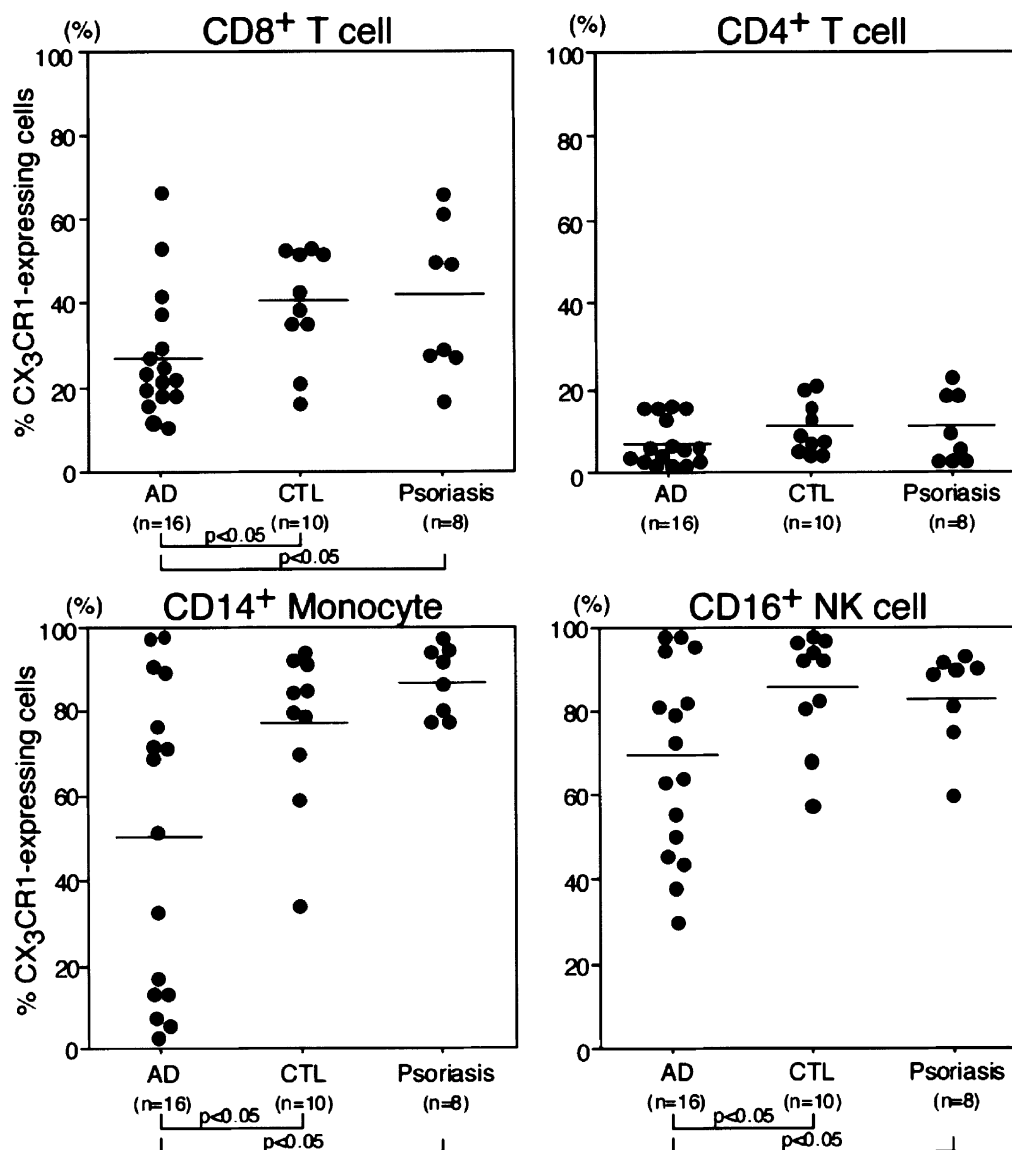 (%) CD8+ T cell
% CX3CR1-expressing cells
100
80
60
40
20
0
AD CTL Psoriasis
(n=16) (n=10) (n=8)
p<0.05
p<0.05
(%) CD4+ T cell
100
80
60
40
20
0
AD CTL Psoriasis
(n=16) (n=10) (n=8)
(%) CD14+ Monocyte
% CX3CR1-expressing cells
100
80
60
40
20
0
AD CTL Psoriasis
(n=16) (n=10) (n=8)
p<0.05
p<0.05
(%) CD16+ NK cell
100
80
60
40
20
0
AD CTL Psoriasis
(n=16) (n=10) (n=8)
p<0.05
p<0.05